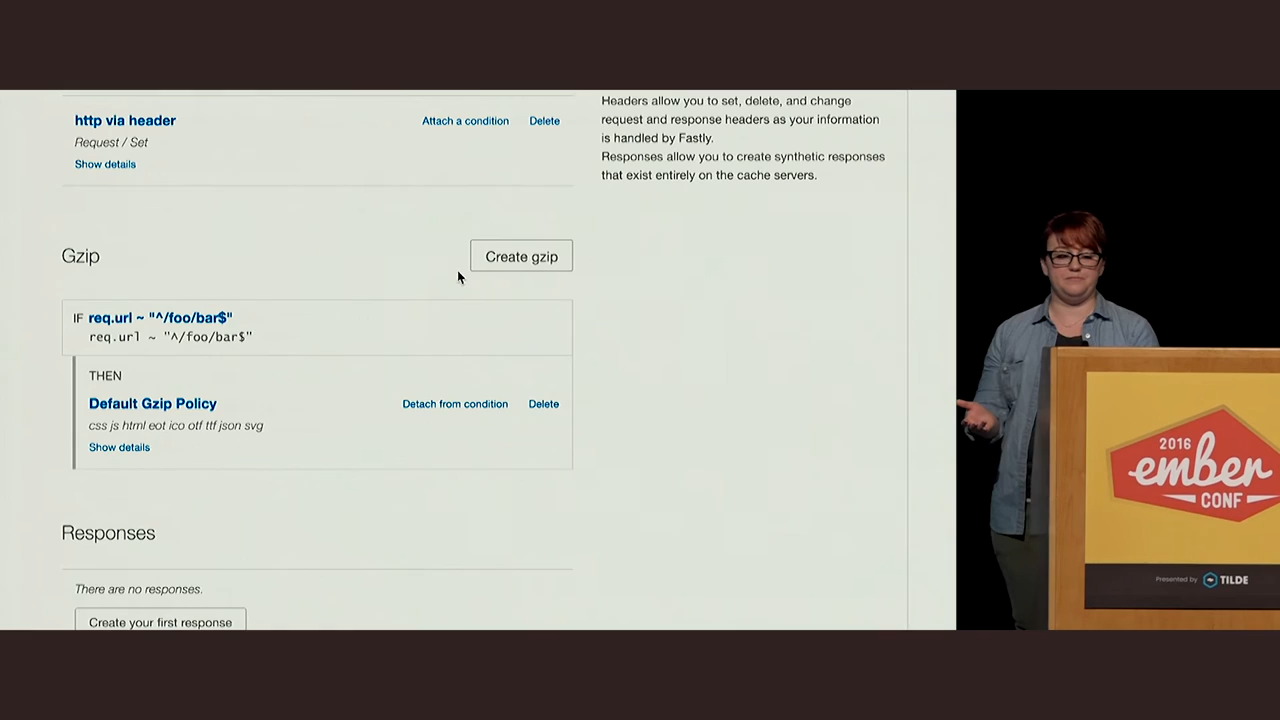 http via header
Attach a condition
Delete
Request / Set
Show details
Headers allow you to set, delete, and change
request and response headers as your information
is handled by Fastly.
Responses allow you to create synthetic responses
that exist entirely on the cache servers.
Gzip
Create gzip
IF req.url ~ "^/foo/bar$"
req.url ~ "^/foo/bar$"
THEN
Default Gzip Policy
Detach from condition
Delete
css js html eot ico otf ttf json svg
Show details
Responses
There are no responses.
Create your first response
2016
ember
CONF
Presented by TILDE